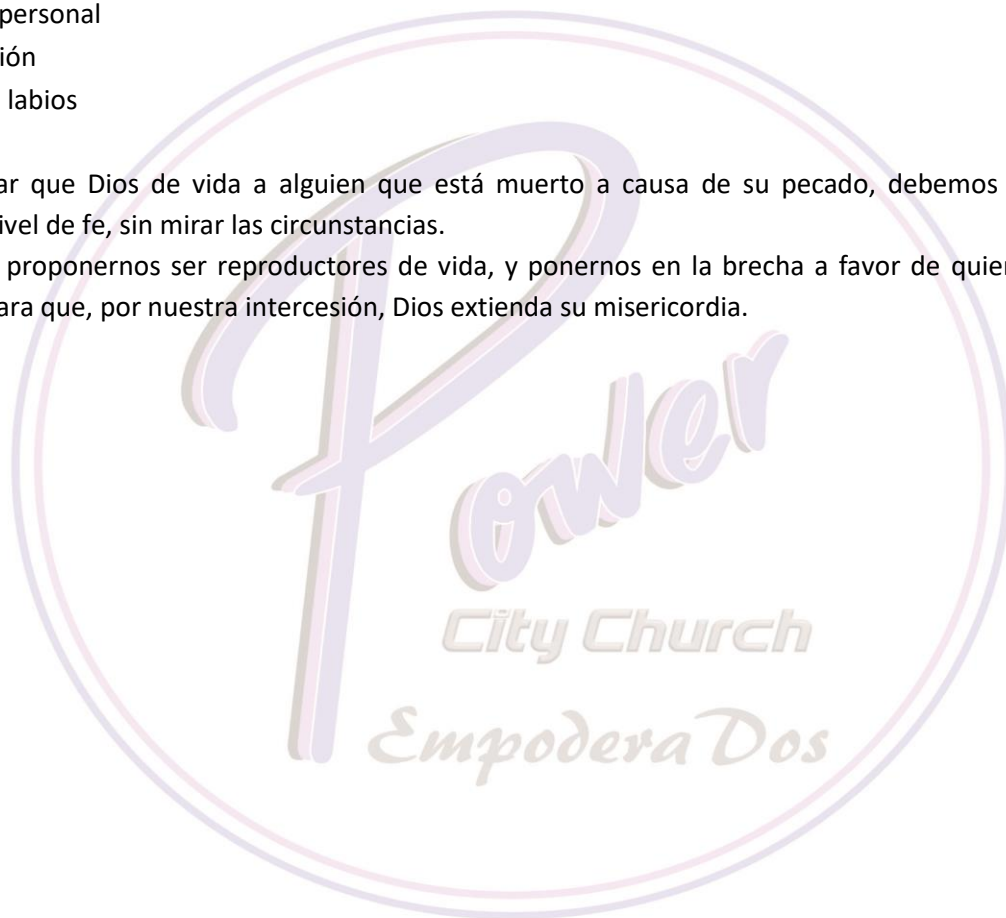 personal
ión
labios
ar que Dios de vida a alguien que está muerto a causa de su pecado, debemos
ivel de fe, sin mirar las circunstancias.
proponernos ser reproductores de vida, y ponernos en la brecha a favor de quien
ara que, por nuestra intercesión, Dios extienda su misericordia.
Power
City Church
Empodera Dos